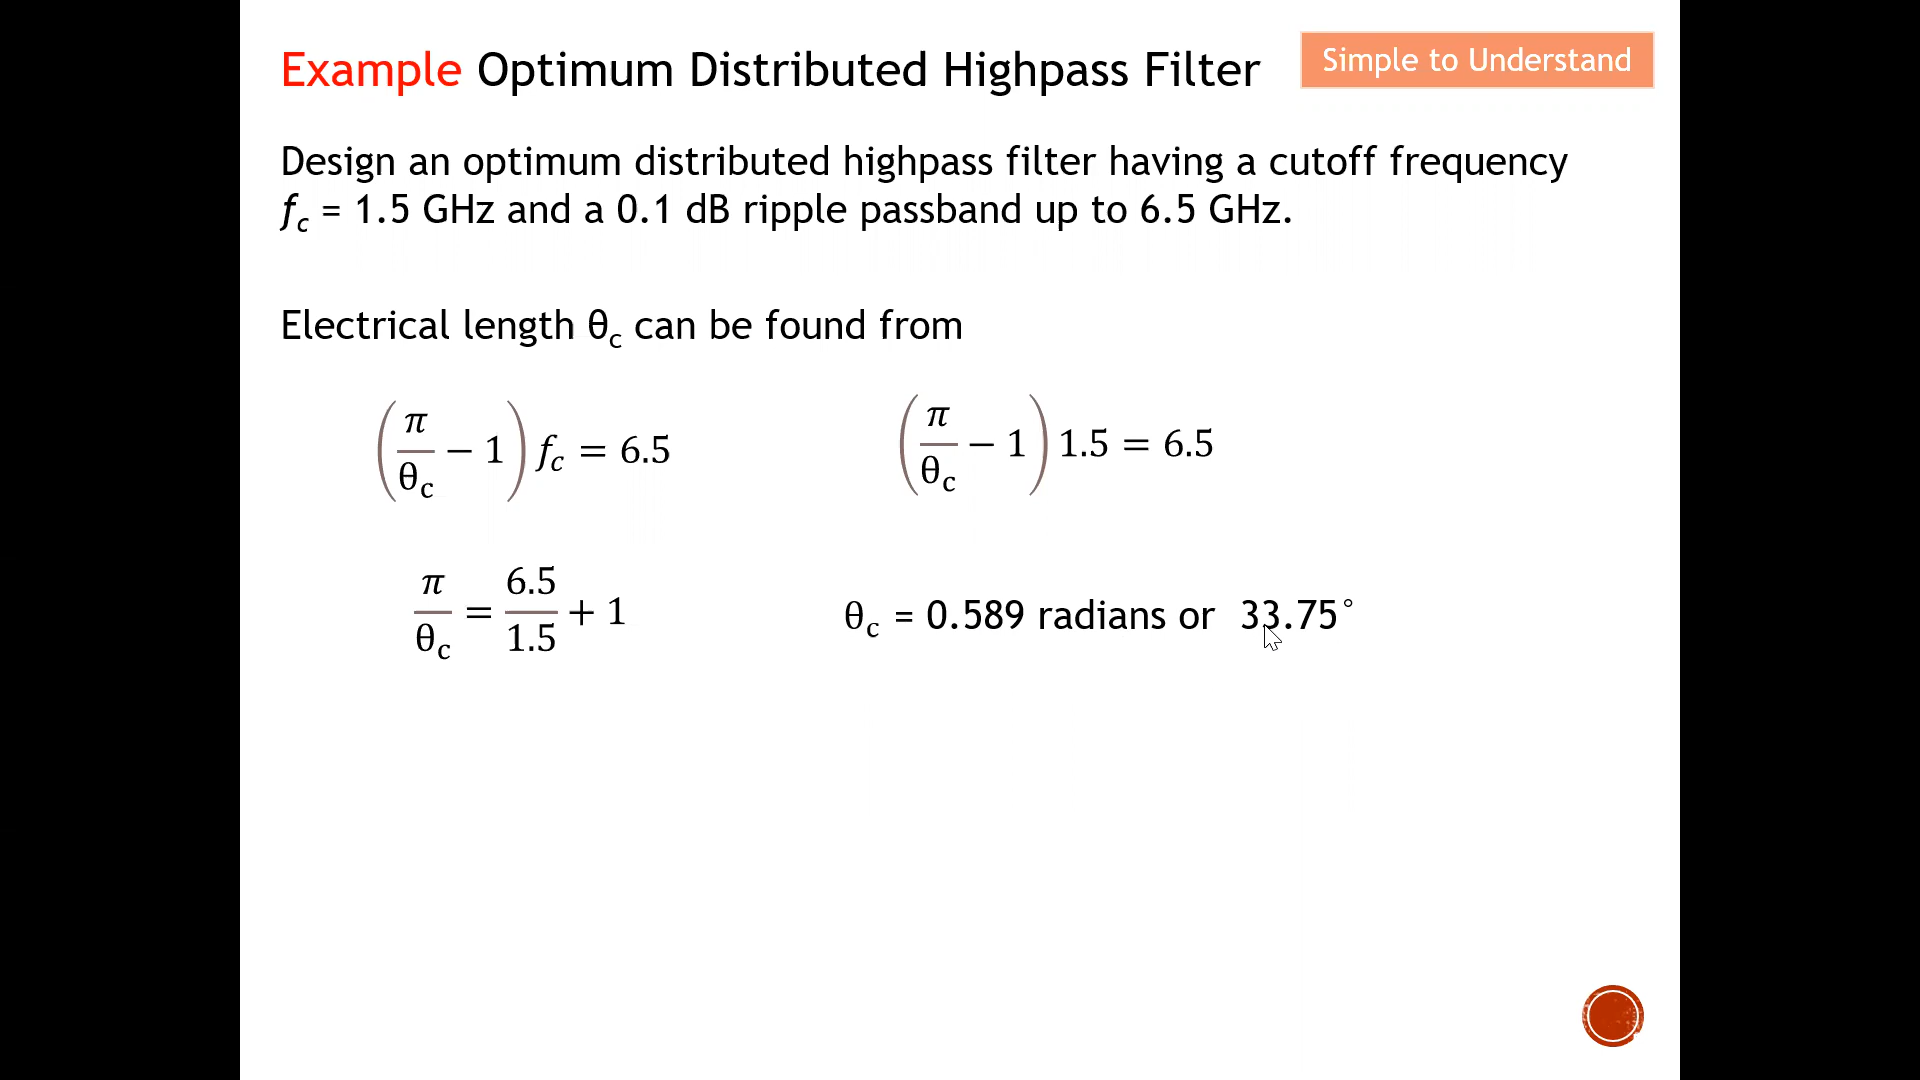 Example Optimum Distributed Highpass Filter
Simple to Understand
Design an optimum distributed highpass filter having a cutoff frequency
fc = 1.5 GHz and a 0.1 dB ripple passband up to 6.5 GHz.
Electrical length θc can be found from
(π/θc − 1) fc = 6.5
(π/θc − 1) 1.5 = 6.5
π/θc = 6.5/1.5 + 1
θc = 0.589 radians or 33.75°